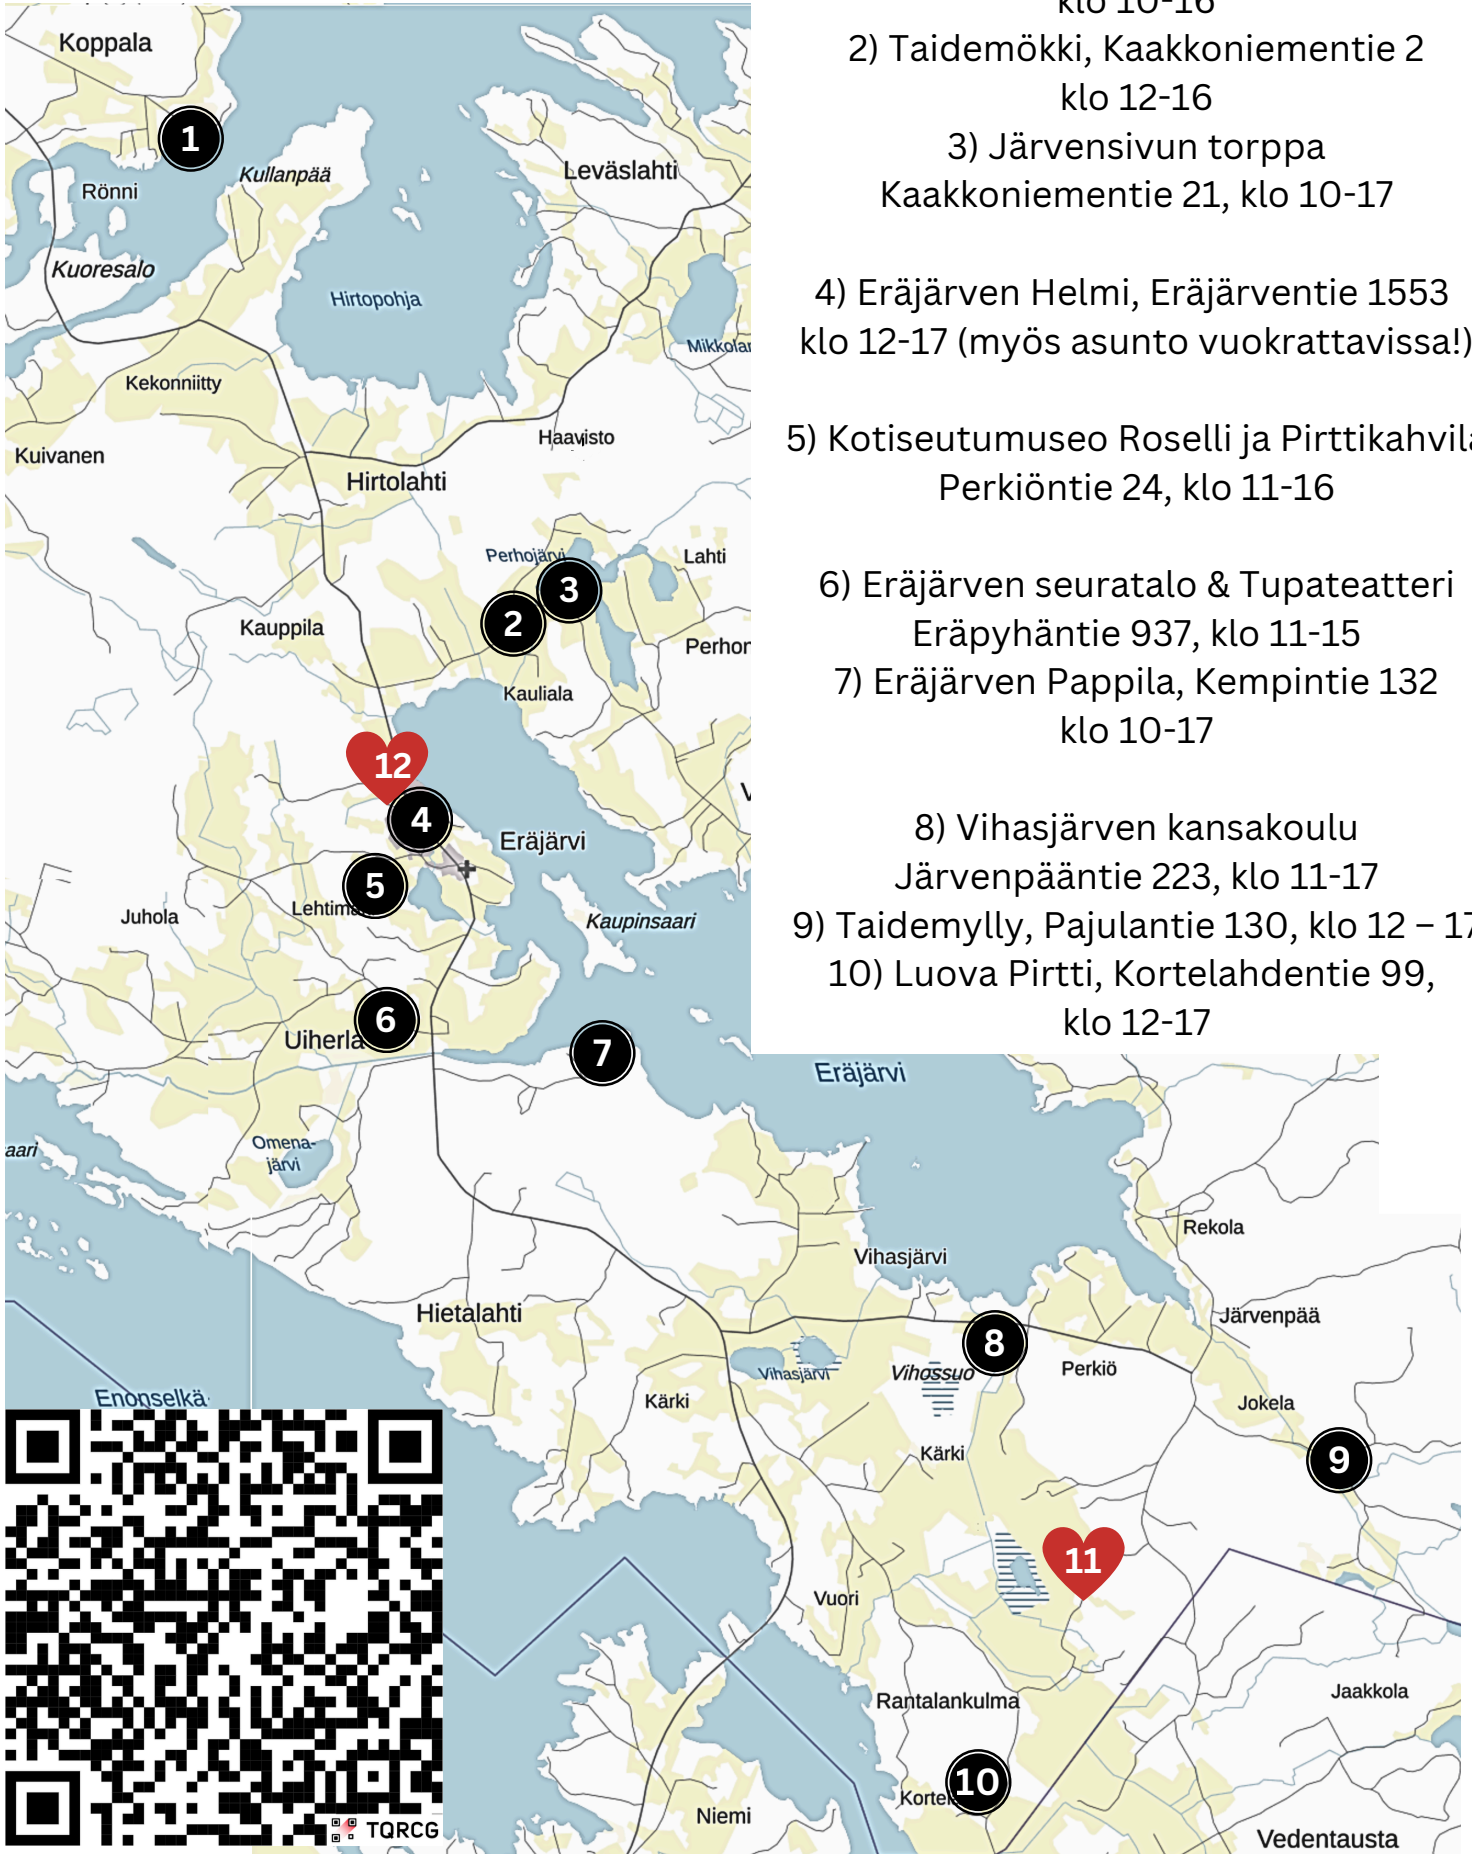 klo 10-16
2) Taidemökki, Kaakkoniementie 2
klo 12-16
3) Järvensivun torppa
Kaakkoniementie 21, klo 10-17
4) Eräjärven Helmi, Eräjärventie 1553
klo 12-17 (myös asunto vuokrattavissa!)
5) Kotiseutumuseo Roselli ja Pirttikahvila
Perkiöntie 24, klo 11-16
6) Eräjärven seuratalo & Tupateatteri
Eräpyhäntie 937, klo 11-15
7) Eräjärven Pappila, Kempintie 132
klo 10-17
8) Vihasjärven kansakoulu
Järvenpääntie 223, klo 11-17
9) Taidemylly, Pajulantie 130, klo 12 – 17
10) Luova Pirtti, Kortelahdentie 99,
klo 12-17
Koppala
1
Rönni
Kullanpää
Leväslahti
Kuoresalo
Hirtopohja
Mikkolan
Kekonniitty
Kuivanen
Haavisto
Hirtolahti
Perhojärvi
Lahti
3
2
Kauppila
Perhon
Kauliala
12
4
Eräjärvi
5
Lehtimä
Juhola
Kaupinsaari
6
Uiherla
7
Eräjärvi
Omena-
järvi
aari
Rekola
Vihasjärvi
Hietalahti
Järvenpää
8
Vihasjärvi
Vihossuo
Perkiö
Enonselkä
Kärki
Jokela
Kärki
9
11
Vuori
Rantalankulma
Jaakkola
10
Kortel
Niemi
TQRCG
Vedentausta